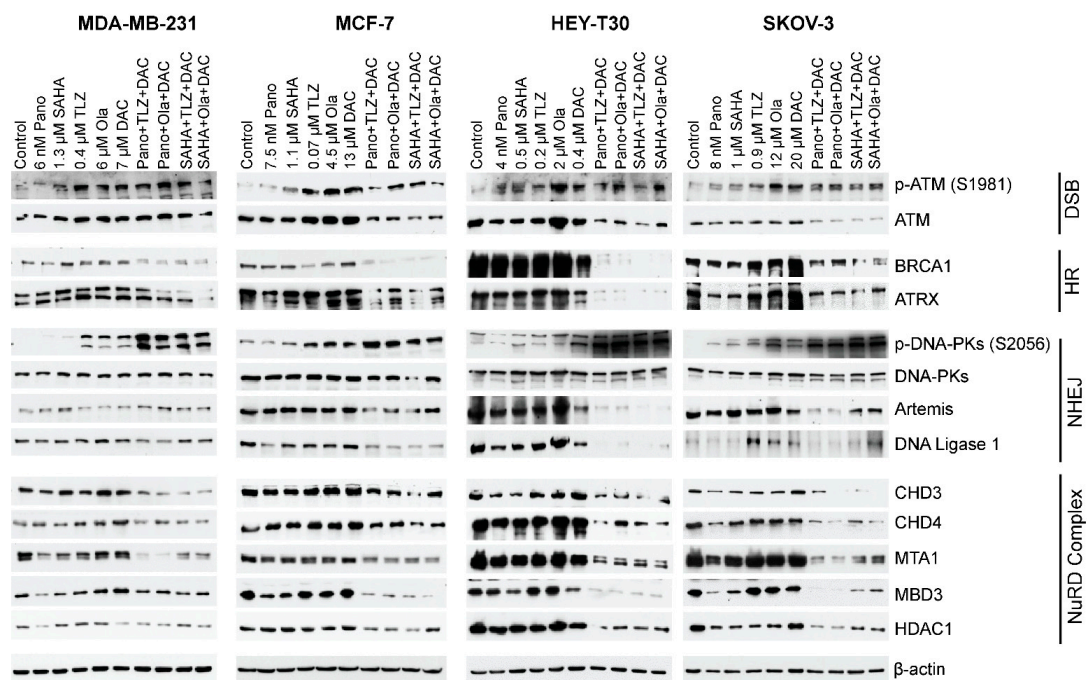 MDA-MB-231
MCF-7
HEY-T30
SKOV-3
Control
6 nM Pano
1.3 µM SAHA
0.4 µM TLZ
6 µM Ola
7 µM DAC
Pano+TLZ+DAC
Pano+Ola+DAC
SAHA+TLZ+DAC
SAHA+Ola+DAC
Control
7.5 nM Pano
1.1 µM SAHA
0.07 µM TLZ
4.5 µM Ola
13 µM DAC
Pano+TLZ+DAC
Pano+Ola+DAC
SAHA+TLZ+DAC
SAHA+Ola+DAC
Control
4 nM Pano
0.5 µM SAHA
0.2 µM TLZ
2 µM Ola
0.4 µM DAC
Pano+TLZ+DAC
Pano+Ola+DAC
SAHA+TLZ+DAC
SAHA+Ola+DAC
Control
8 nM Pano
1 µM SAHA
0.9 µM TLZ
12 µM Ola
20 µM DAC
Pano+TLZ+DAC
Pano+Ola+DAC
SAHA+TLZ+DAC
SAHA+Ola+DAC
p-ATM (S1981)
ATM
DSB
BRCA1
ATRX
HR
p-DNA-PKs (S2056)
DNA-PKs
Artemis
DNA Ligase 1
NHEJ
CHD3
CHD4
MTA1
MBD3
HDAC1
NuRD Complex
β-actin